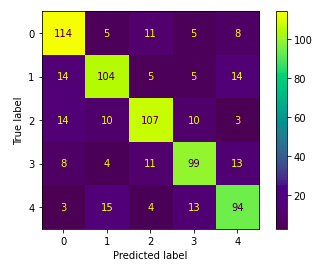 0 114 5 11 5 8
1 14 104 5 5 14
2 14 10 107 10 3
3 8 4 11 99 13
4 3 15 4 13 94
0 1 2 3 4
Predicted label
True label
100
80
60
40
20